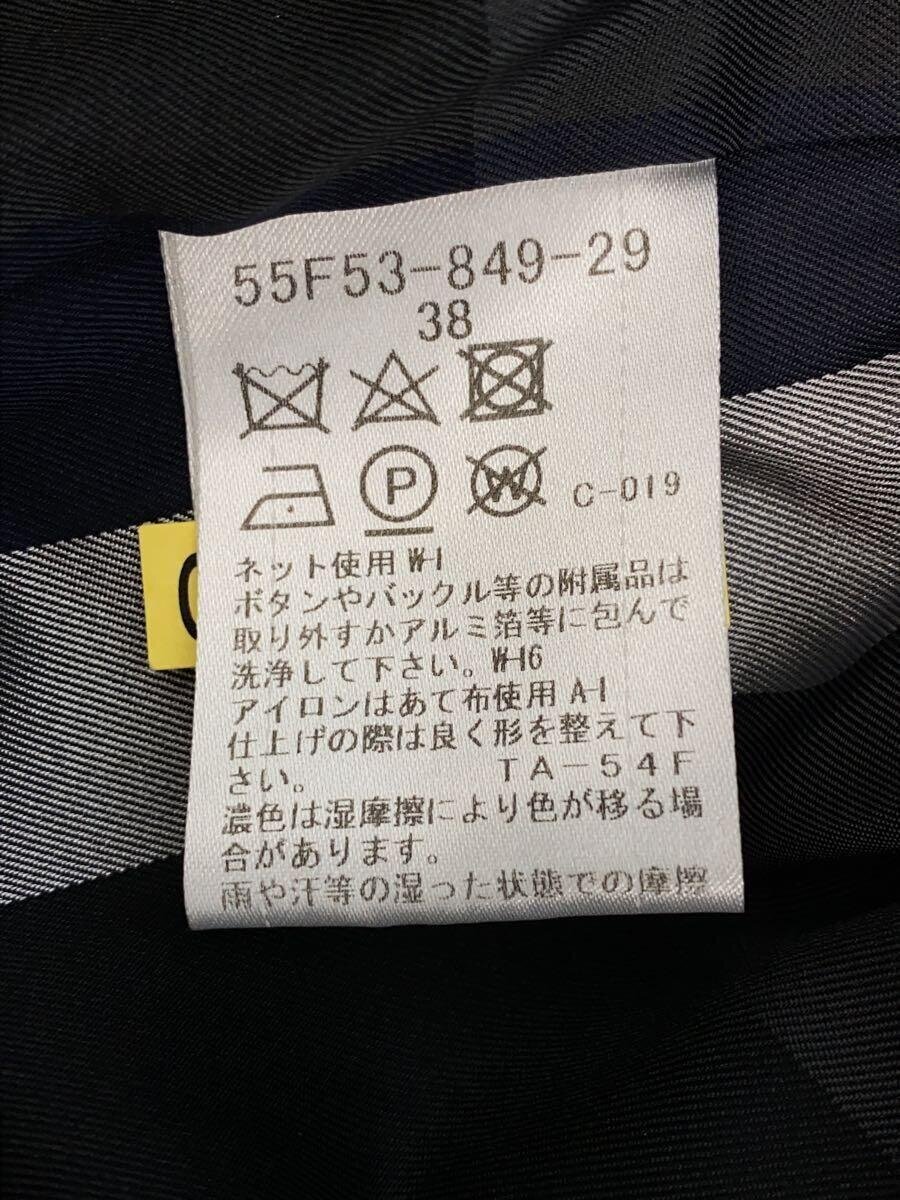 55F53-849-29
38
P
W
C-019
ネット使用 W-1
ボタンやバックル等の附属品は
取り外すかアルミ箔等に包んで
洗浄して下さい。W-16
アイロンはあて布使用 A-1
仕上げの際は良く形を整えて下
さい。 TA-54F
濃色は湿摩擦により色が移る場
合があります。
雨や汗等の湿った状態での摩擦